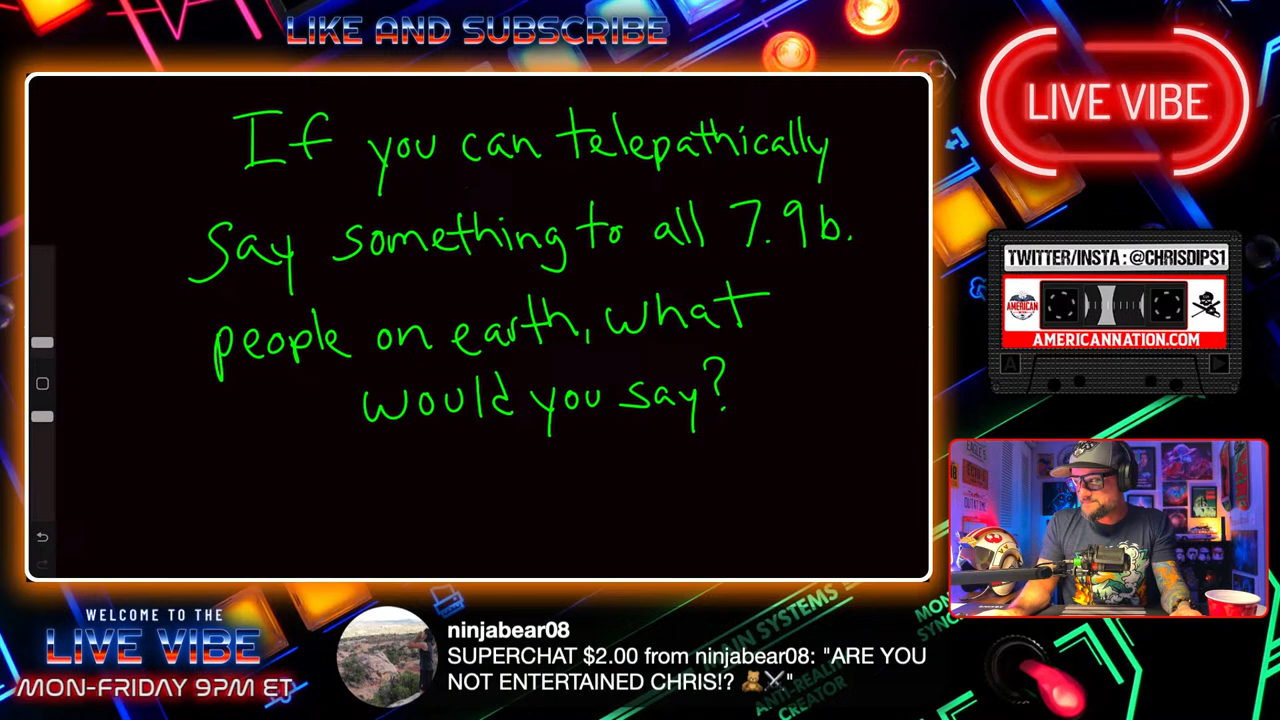 LIKE AND SUBSCRIBE
If you can telepathically
say something to all 7.9 b.
people on earth, what
would you say?
LIVE VIBE
TWITTER/INSTA : @CHRISDIPS1
AMERICAN
AMERICANNATION.COM
A
WELCOME TO THE
LIVE VIBE
MON-FRIDAY 9PM ET
ninjabear08
SUPERCHAT $2.00 from ninjabear08: "ARE YOU
NOT ENTERTAINED CHRIS!? 🧸⚔️"